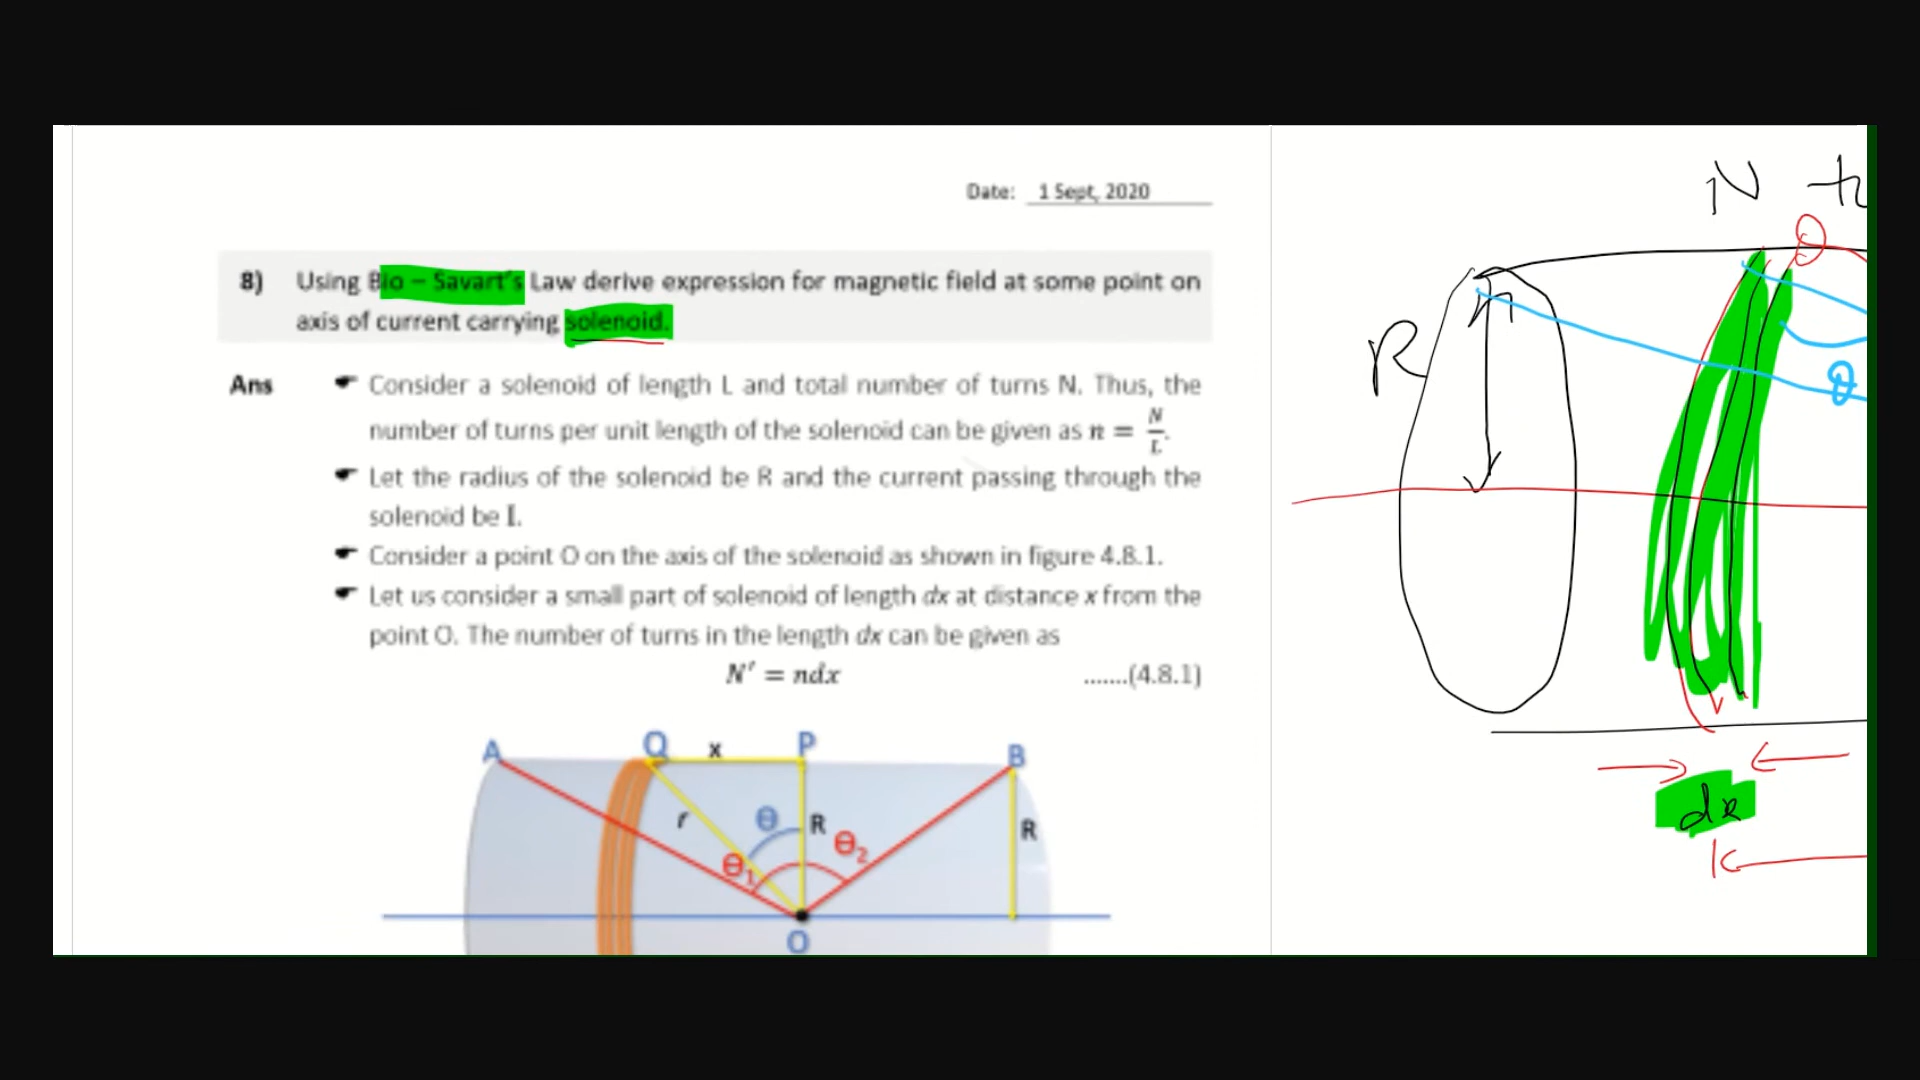 Date: 1 Sept, 2020
8) Using Bio – Savart's Law derive expression for magnetic field at some point on
axis of current carrying solenoid.
Ans ☛ Consider a solenoid of length L and total number of turns N. Thus, the
number of turns per unit length of the solenoid can be given as n = N/L.
☛ Let the radius of the solenoid be R and the current passing through the
solenoid be I.
☛ Consider a point O on the axis of the solenoid as shown in figure 4.8.1.
☛ Let us consider a small part of solenoid of length dx at distance x from the
point O. The number of turns in the length dx can be given as
N′ = ndx .......(4.8.1)
A Q x P B
r θ R θ2 R
θ1
O
N
R
θ
dx